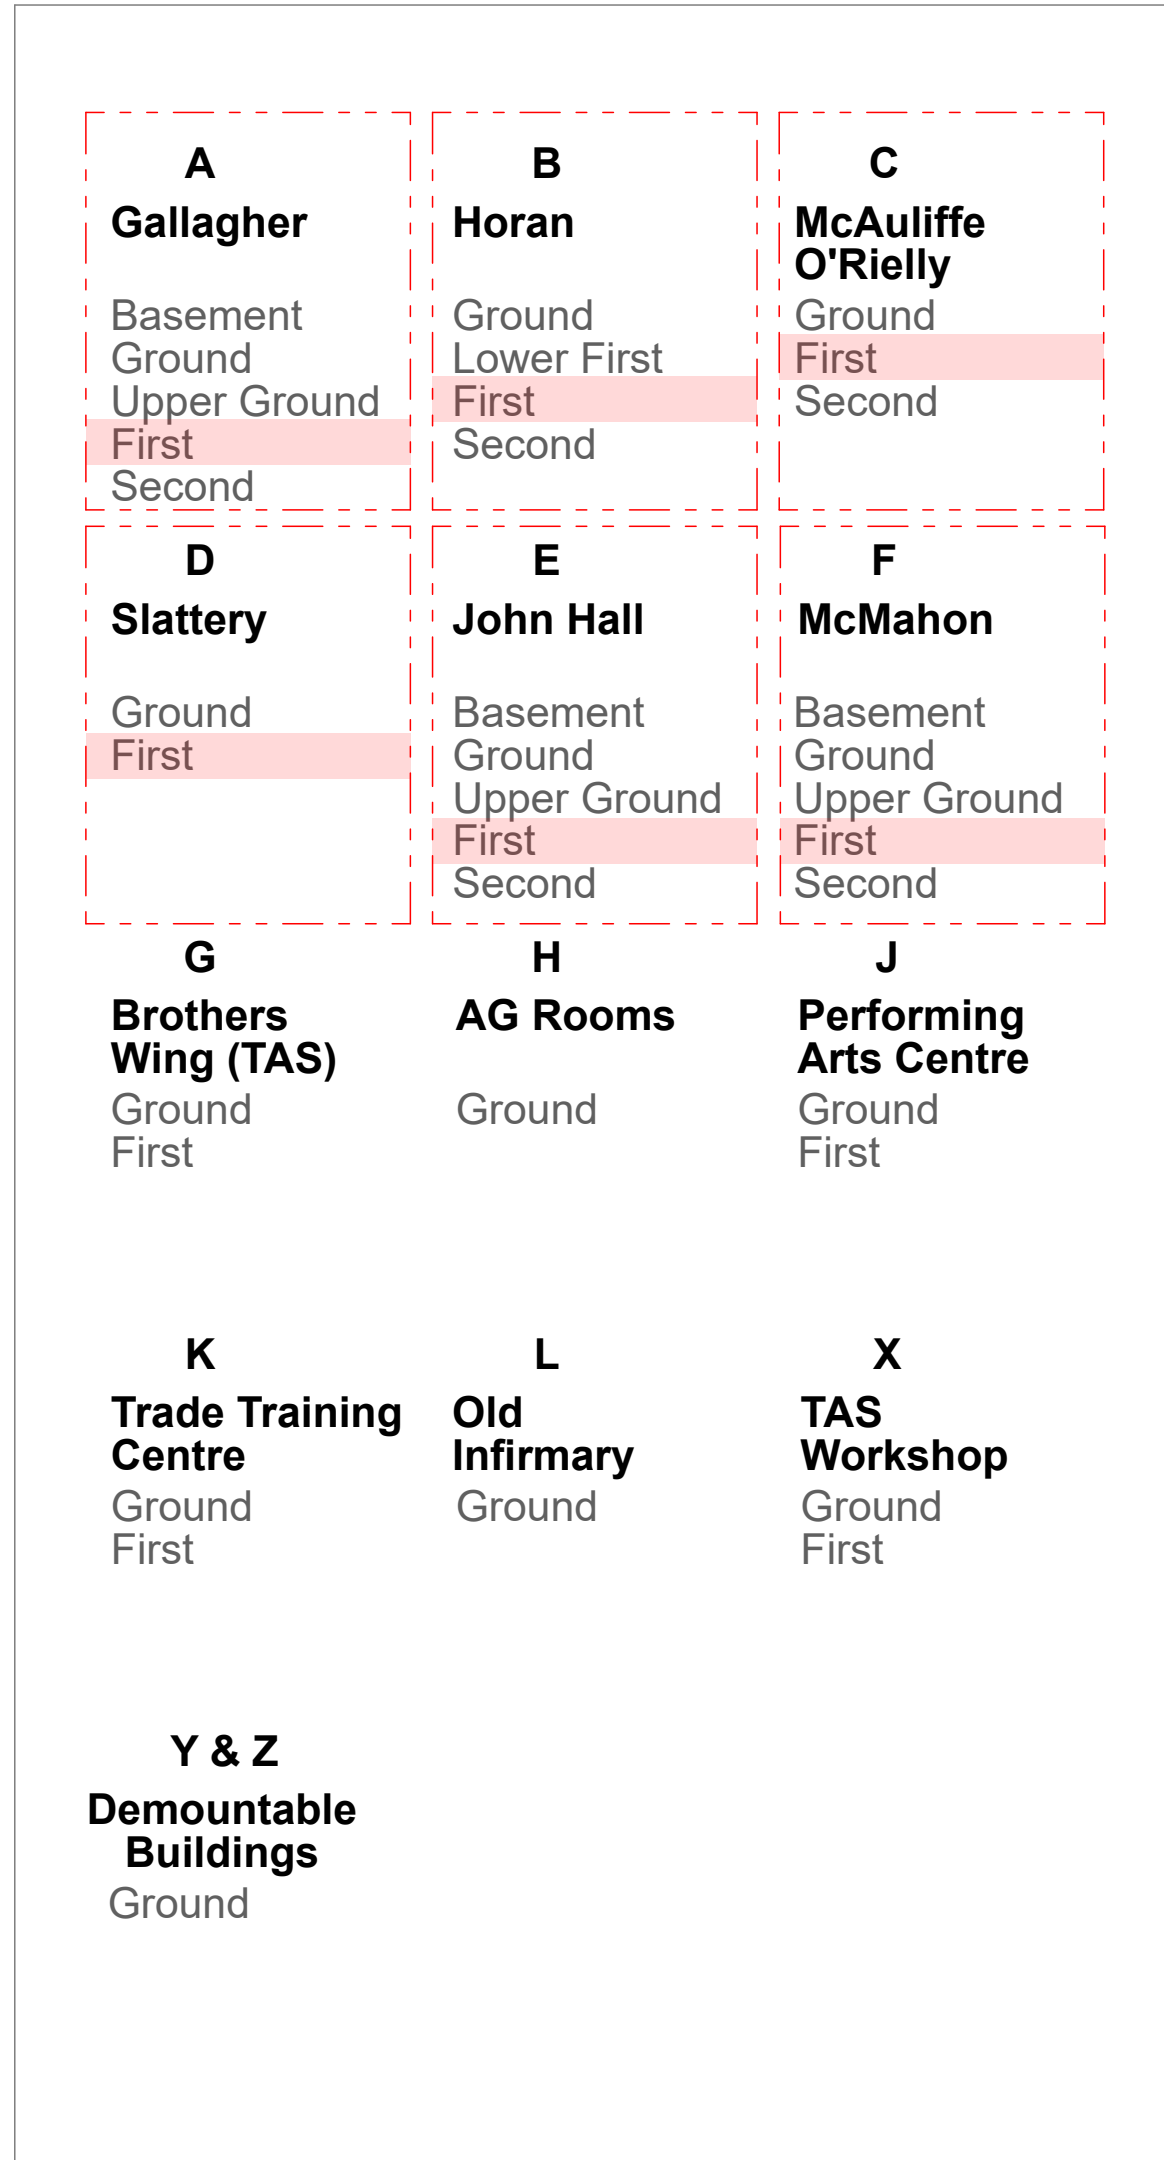 A
Gallagher
Basement
Ground
Upper Ground
First
Second
B
Horan
Ground
Lower First
First
Second
C
McAuliffe
O'Rielly
Ground
First
Second
D
Slattery
Ground
First
E
John Hall
Basement
Ground
Upper Ground
First
Second
F
McMahon
Basement
Ground
Upper Ground
First
Second
G
Brothers
Wing (TAS)
Ground
First
H
AG Rooms
Ground
J
Performing
Arts Centre
Ground
First
K
Trade Training
Centre
Ground
First
L
Old
Infirmary
Ground
X
TAS
Workshop
Ground
First
Y & Z
Demountable
Buildings
Ground